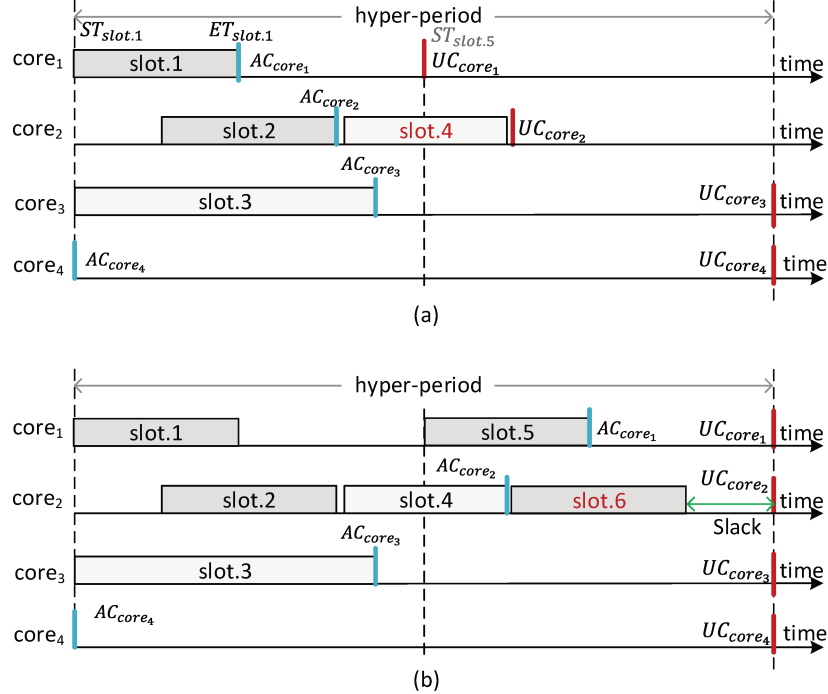 hyper-period
ST_slot.1 ET_slot.1 ST_slot.5
core₁ slot.1 AC_core₁ UC_core₁ time
AC_core₂
core₂ slot.2 slot.4 UC_core₂ time
AC_core₃
core₃ slot.3 UC_core₃ time
core₄ AC_core₄ UC_core₄ time
(a)
hyper-period
core₁ slot.1 slot.5 AC_core₁ UC_core₁ time
AC_core₂ UC_core₂
core₂ slot.2 slot.4 slot.6 time
Slack
AC_core₃
core₃ slot.3 UC_core₃ time
AC_core₄
core₄ UC_core₄ time
(b)